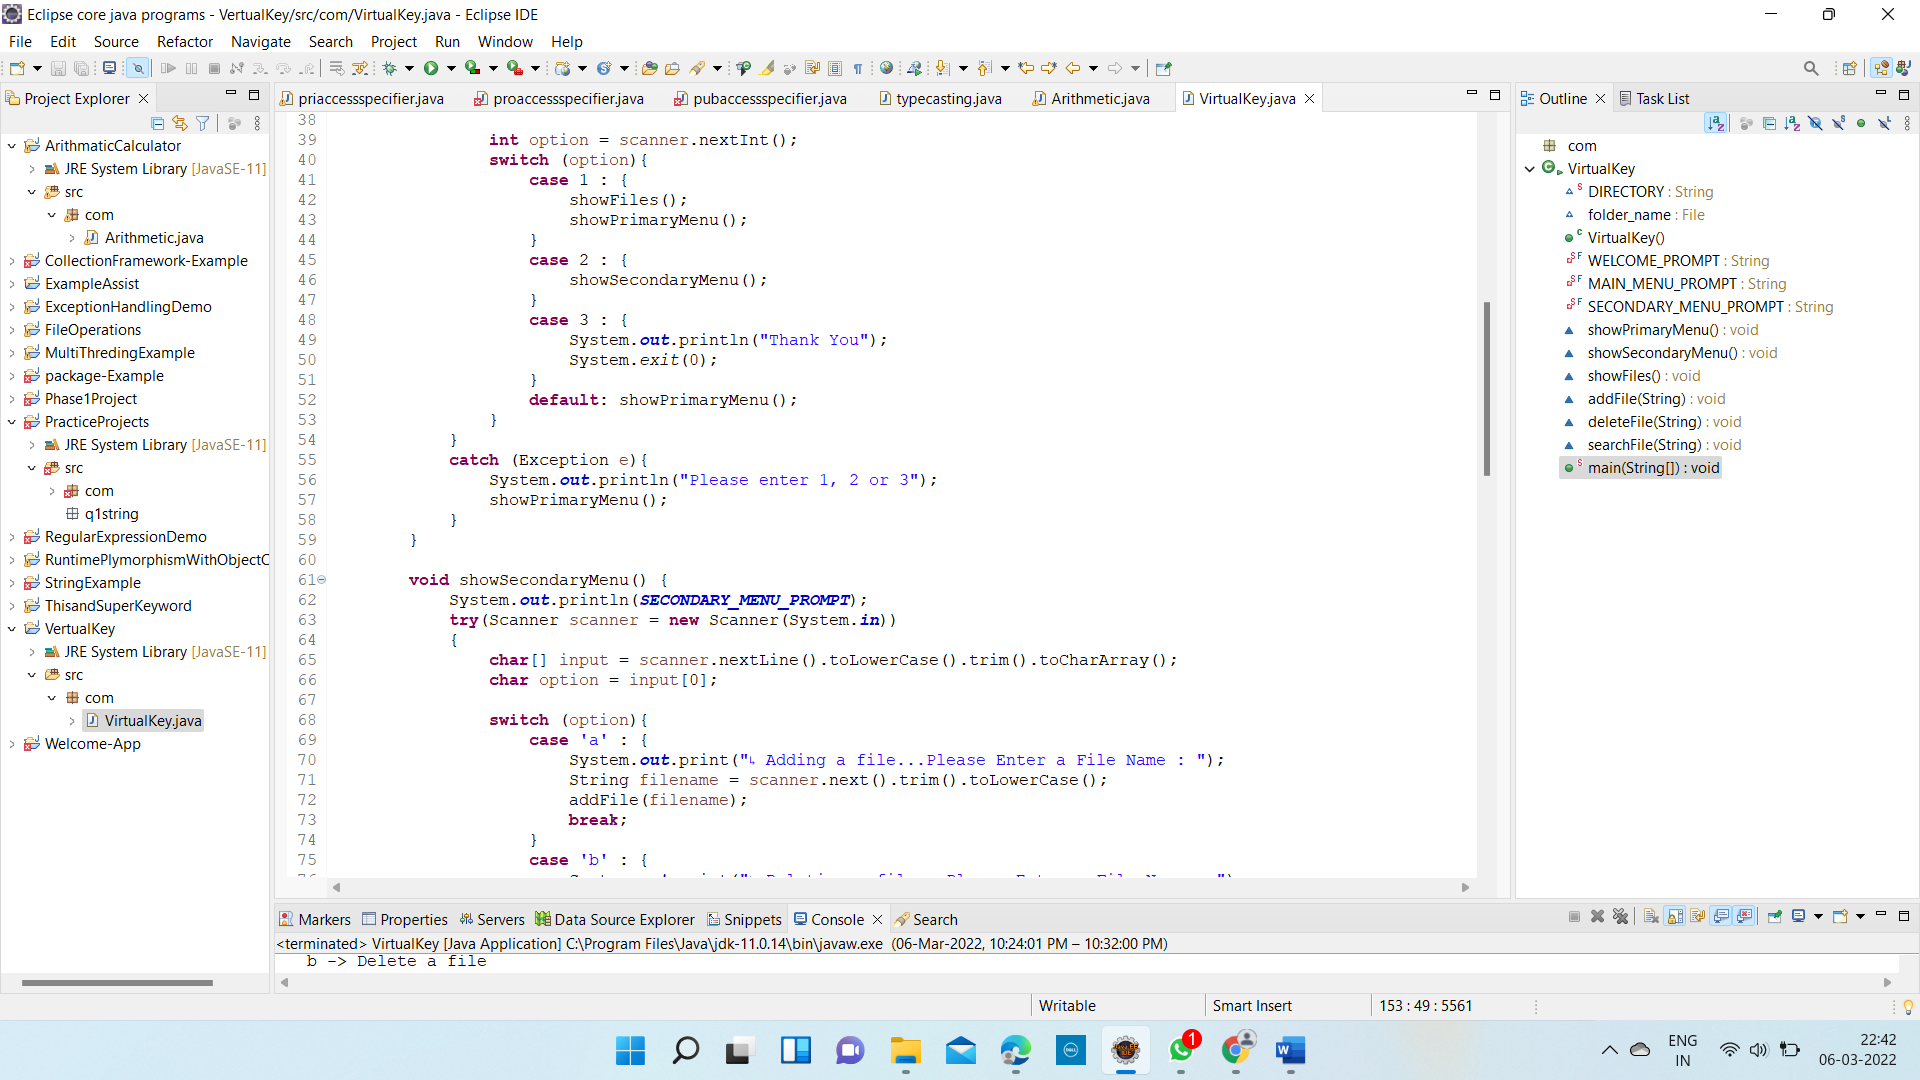 Eclipse core java programs - VertualKey/src/com/VirtualKey.java - Eclipse IDE
File Edit Source Refactor Navigate Search Project Run Window Help
Project Explorer
ArithmaticCalculator
JRE System Library [JavaSE-11]
src
com
Arithmetic.java
CollectionFramework-Example
ExampleAssist
ExceptionHandlingDemo
FileOperations
MultiThredingExample
package-Example
Phase1Project
PracticeProjects
JRE System Library [JavaSE-11]
src
com
q1string
RegularExpressionDemo
RuntimePlymorphismWithObjectC
StringExample
ThisandSuperKeyword
VertualKey
JRE System Library [JavaSE-11]
src
com
VirtualKey.java
Welcome-App
priaccessspecifier.java proaccessspecifier.java pubaccessspecifier.java typecasting.java Arithmetic.java VirtualKey.java
38
39 int option = scanner.nextInt();
40 switch (option){
41 case 1 : {
42 showFiles();
43 showPrimaryMenu();
44 }
45 case 2 : {
46 showSecondaryMenu();
47 }
48 case 3 : {
49 System.out.println("Thank You");
50 System.exit(0);
51 }
52 default: showPrimaryMenu();
53 }
54 }
55 catch (Exception e){
56 System.out.println("Please enter 1, 2 or 3");
57 showPrimaryMenu();
58 }
59 }
60
61 void showSecondaryMenu() {
62 System.out.println(SECONDARY_MENU_PROMPT);
63 try(Scanner scanner = new Scanner(System.in))
64 {
65 char[] input = scanner.nextLine().toLowerCase().trim().toCharArray();
66 char option = input[0];
67
68 switch (option){
69 case 'a' : {
70 System.out.print("↳ Adding a file...Please Enter a File Name : ");
71 String filename = scanner.next().trim().toLowerCase();
72 addFile(filename);
73 break;
74 }
75 case 'b' : {
Outline Task List
com
VirtualKey
DIRECTORY : String
folder_name : File
VirtualKey()
WELCOME_PROMPT : String
MAIN_MENU_PROMPT : String
SECONDARY_MENU_PROMPT : String
showPrimaryMenu() : void
showSecondaryMenu() : void
showFiles() : void
addFile(String) : void
deleteFile(String) : void
searchFile(String) : void
main(String[]) : void
Markers Properties Servers Data Source Explorer Snippets Console Search
<terminated> VirtualKey [Java Application] C:\Program Files\Java\jdk-11.0.14\bin\javaw.exe (06-Mar-2022, 10:24:01 PM – 10:32:00 PM)
b -> Delete a file
Writable Smart Insert 153 : 49 : 5561
1
ENG
IN
22:42
06-03-2022